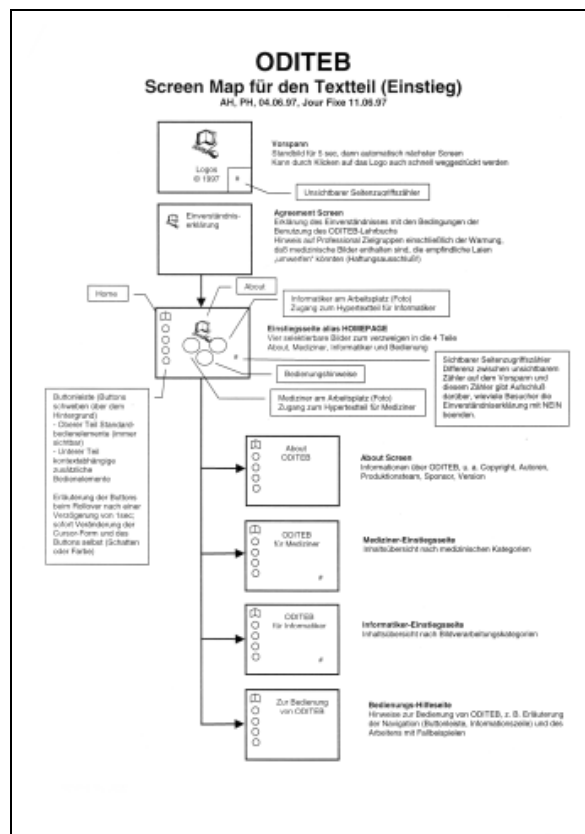 ODITEB
Screen Map für den Textteil (Einstieg)
AH, PH, 04.06.97, Jour Fixe 11.06.97
Logos
© 1997
#
Vorspann
Standbild für 5 sec, dann automatisch nächster Screen
Kann durch Klicken auf das Logo auch schnell weggedrückt werden
Unsichtbarer Seitenzugriffszähler
Einverständnis-
erklärung
Agreement Screen
Erklärung des Einverständnisses mit den Bedingungen der
Benutzung des ODITEB-Lehrbuchs
Hinweis auf Professional Zielgruppen einschließlich der Warnung,
daß medizinische Bilder enthalten sind, die empfindliche Laien
„umwerfen“ könnten (Haftungsausschluß!)
Home
About
Informatiker am Arbeitsplatz (Foto)
Zugang zum Hypertextteil für Informatiker
#
Einstiegsseite alias HOMEPAGE
Vier selektierbare Bilder zum verzweigen in die 4 Teile
About, Mediziner, Informatiker und Bedienung
Bedienungshinweise
Sichtbarer Seitenzugriffszähler
Differenz zwischen unsichtbarem
Zähler auf dem Vorspann und
diesem Zähler gibt Aufschluß
darüber, wieviele Besucher die
Einverständniserklärung mit NEIN
beenden.
Mediziner am Arbeitsplatz (Foto)
Zugang zum Hypertextteil für Mediziner
Buttonleiste (Buttons
schweben über dem
Hintergrund)
- Oberer Teil Standard-
bedienelemente (immer
sichtbar)
- Unterer Teil
kontextabhängige
zusätzliche
Bedienelemente
Erläuterung der Buttons
beim Rollover nach einer
Verzögerung von 1sec;
sofort Veränderung der
Cursor-Form und das
Buttons selbst (Schatten
oder Farbe)
About
ODITEB
About Screen
Informationen über ODITEB, u. a. Copyright, Autoren,
Produktionsteam, Sponsor, Version
ODITEB
für Mediziner
#
Mediziner-Einstiegsseite
Inhaltsübersicht nach medizinischen Kategorien
ODITEB
für Informatiker
#
Informatiker-Einstiegsseite
Inhaltsübersicht nach Bildverarbeitungskategorien
Zur Bedienung
von ODITEB
Bedienungs-Hilfeseite
Hinweise zur Bedienung von ODITEB, z. B. Erläuterung
der Navigation (Buttonleiste, Informationszeile) und des
Arbeitens mit Fallbeispielen